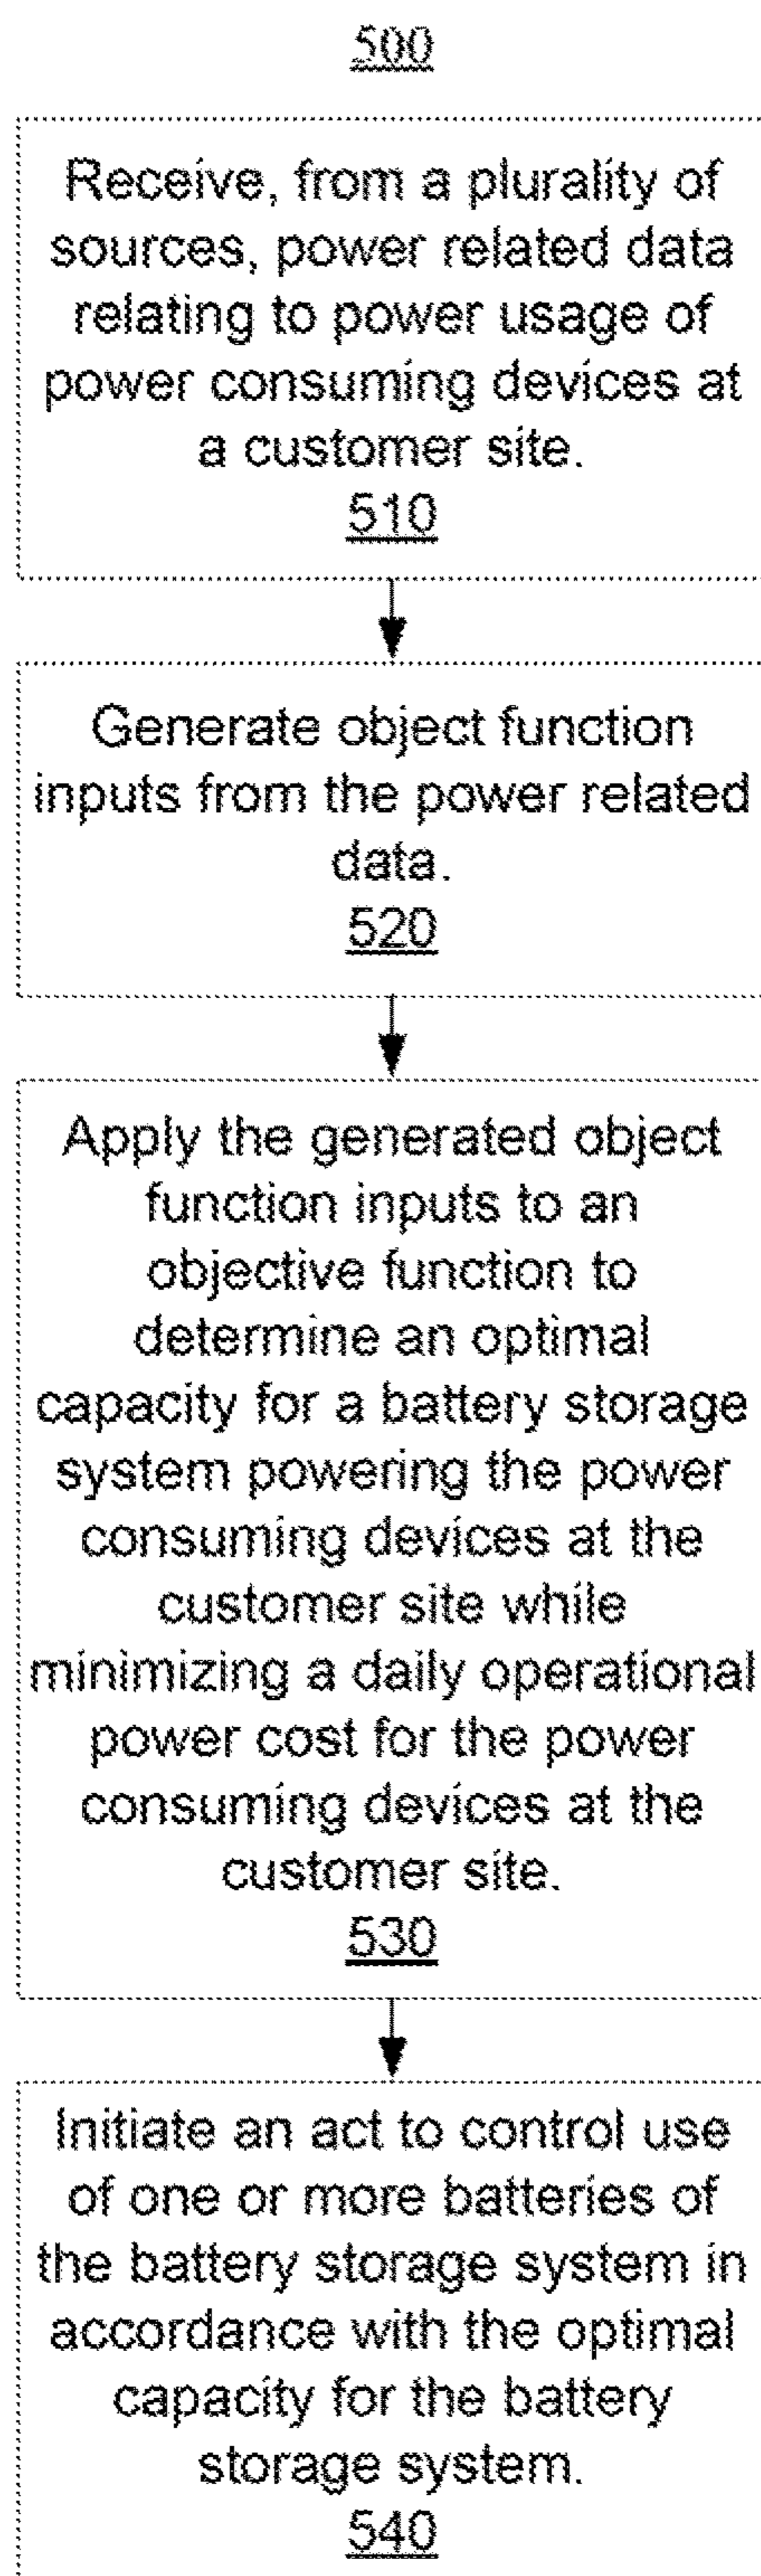 500
Receive, from a plurality of
sources, power related data
relating to power usage of
power consuming devices at
a customer site.
510
Generate object function
inputs from the power related
data.
520
Apply the generated object
function inputs to an
objective function to
determine an optimal
capacity for a battery storage
system powering the power
consuming devices at the
customer site while
minimizing a daily operational
power cost for the power
consuming devices at the
customer site.
530
Initiate an act to control use
of one or more batteries of
the battery storage system in
accordance with the optimal
capacity for the battery
storage system.
540